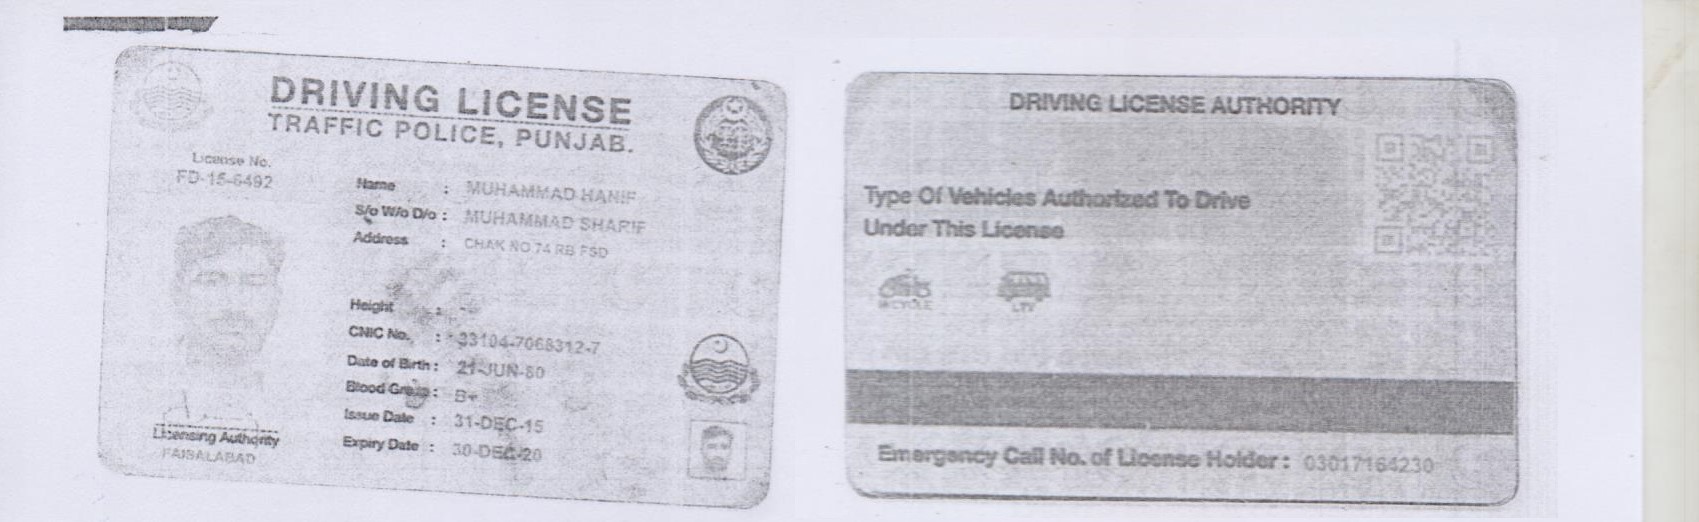 DRIVING LICENSE
TRAFFIC POLICE, PUNJAB.
License No.
FD-15-6492
Name : MUHAMMAD HANIF
S/o W/o D/o : MUHAMMAD SHARIF
Address : CHAK NO 74 RB FSD
Height :
CNIC No. : 33104-7068312-7
Date of Birth : 21-JUN-80
Blood Group : B+
Issue Date : 31-DEC-15
Expiry Date : 30-DEC-20
Licensing Authority
FAISALABAD
DRIVING LICENSE AUTHORITY
Type Of Vehicles Authorized To Drive
Under This License
M-CYCLE LTV
Emergency Call No. of License Holder : 03017164230